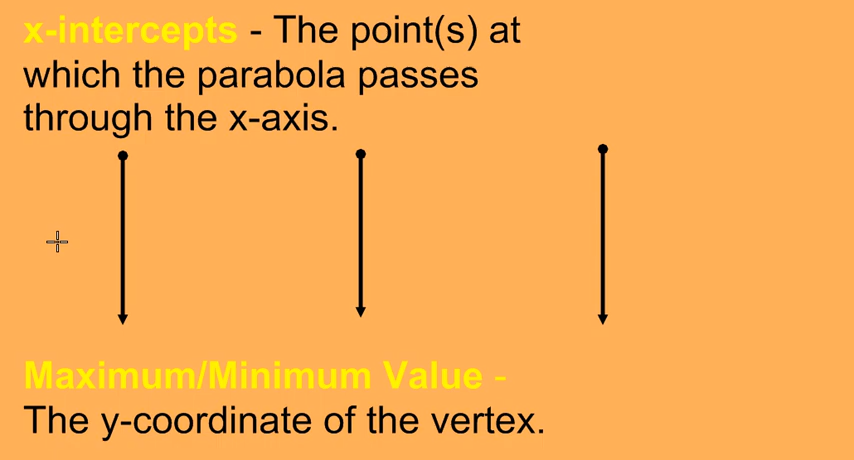 x-intercepts - The point(s) at
which the parabola passes
through the x-axis.
Maximum/Minimum Value -
The y-coordinate of the vertex.